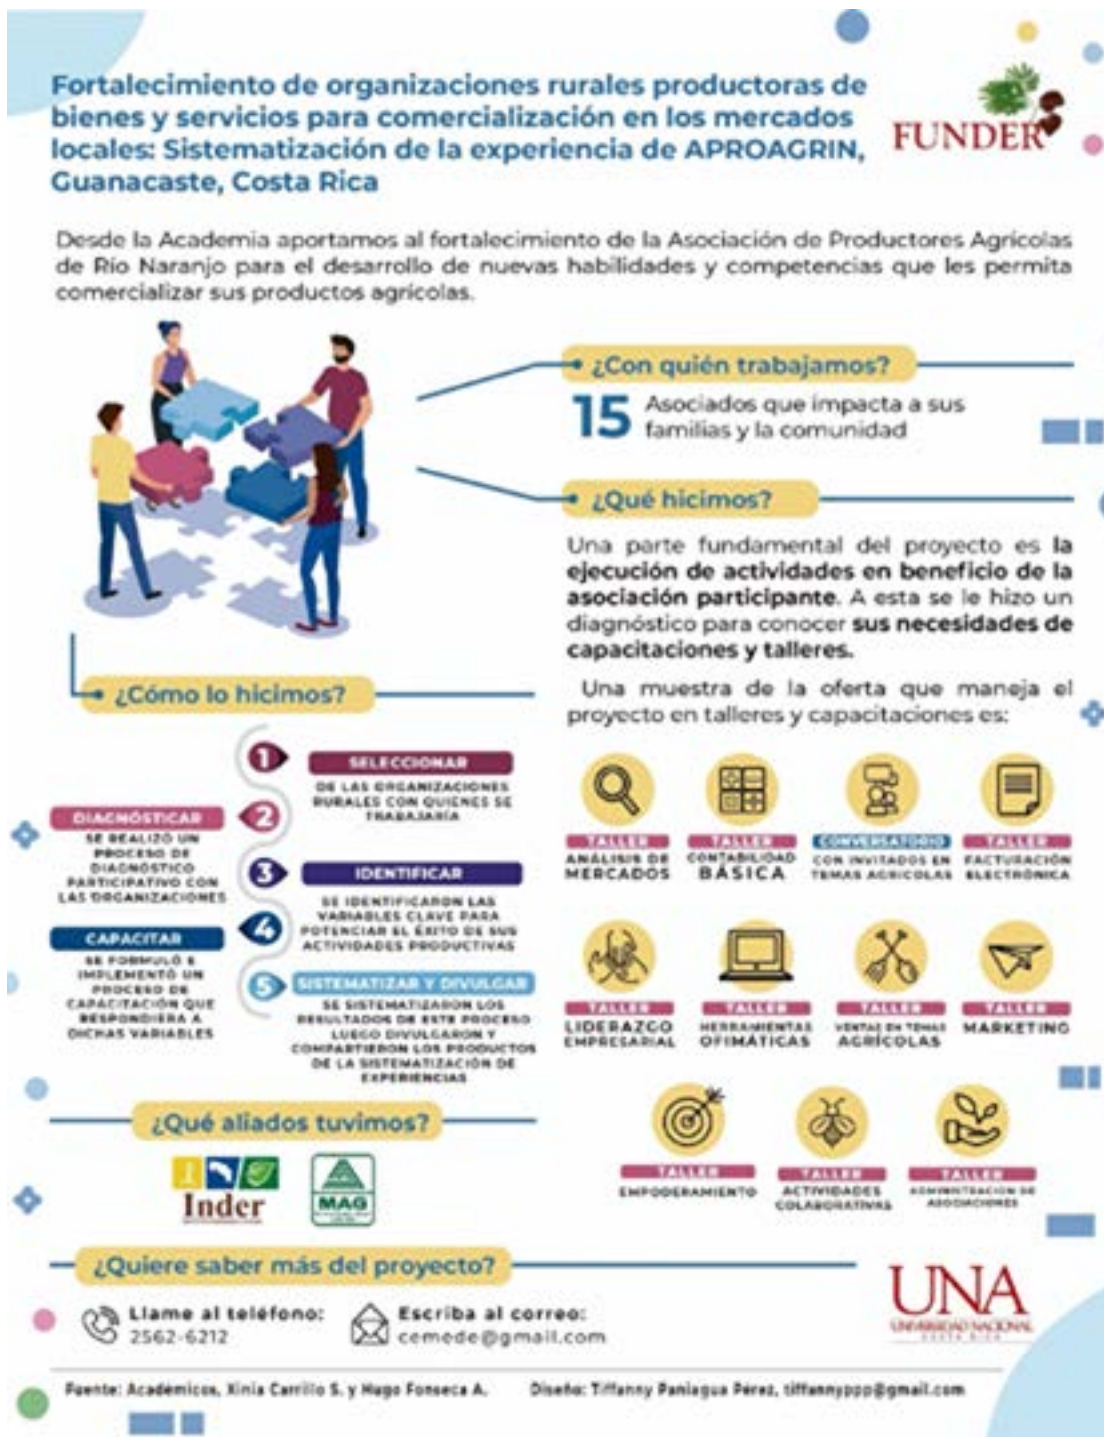 Fortalecimiento de organizaciones rurales productoras de
bienes y servicios para comercialización en los mercados
locales: Sistematización de la experiencia de APROAGRIN,
Guanacaste, Costa Rica
FUNDER
Desde la Academia aportamos al fortalecimiento de la Asociación de Productores Agrícolas
de Río Naranjo para el desarrollo de nuevas habilidades y competencias que les permita
comercializar sus productos agrícolas.
¿Con quién trabajamos?
15
Asociados que impacta a sus
familias y la comunidad
¿Qué hicimos?
Una parte fundamental del proyecto es la
ejecución de actividades en beneficio de la
asociación participante. A esta se le hizo un
diagnóstico para conocer sus necesidades de
capacitaciones y talleres.
Una muestra de la oferta que maneja el
proyecto en talleres y capacitaciones es:
¿Cómo lo hicimos?
1
SELECCIONAR
DE LAS ORGANIZACIONES
RURALES CON QUIENES SE
TRABAJARÍA
2
DIAGNÓSTICAR
SE REALIZÓ UN
PROCESO DE
DIAGNÓSTICO
PARTICIPATIVO CON
LAS ORGANIZACIONES
3
IDENTIFICAR
SE IDENTIFICARON LAS
VARIABLES CLAVE PARA
POTENCIAR EL ÉXITO DE SUS
ACTIVIDADES PRODUCTIVAS
4
CAPACITAR
SE FORMULÓ E
IMPLEMENTÓ UN
PROCESO DE
CAPACITACIÓN QUE
RESPONDIERA A
DICHAS VARIABLES
5
SISTEMATIZAR Y DIVULGAR
SE SISTEMATIZARON LOS
RESULTADOS DE ESTE PROCESO
LUEGO DIVULGARON Y
COMPARTIERON LOS PRODUCTOS
DE LA SISTEMATIZACIÓN DE
EXPERIENCIAS
TALLER
ANÁLISIS DE
MERCADOS
TALLER
CONTABILIDAD
BÁSICA
CONVERSATORIO
CON INVITADOS EN
TEMAS AGRÍCOLAS
TALLER
FACTURACIÓN
ELECTRÓNICA
TALLER
LIDERAZGO
EMPRESARIAL
TALLER
HERRAMIENTAS
OFIMÁTICAS
TALLER
VENTAS EN TEMAS
AGRÍCOLAS
TALLER
MARKETING
TALLER
EMPODERAMIENTO
TALLER
ACTIVIDADES
COLABORATIVAS
TALLER
ADMINISTRACIÓN DE
ASOCIACIONES
¿Qué aliados tuvimos?
Inder
MAG
¿Quiere saber más del proyecto?
Llame al teléfono:
2562-6212
Escriba al correo:
cemede@gmail.com
UNA
UNIVERSIDAD NACIONAL
COSTA RICA
Fuente: Académicos, Xinia Carrillo S. y Hugo Fonseca A.
Diseño: Tiffanny Paniagua Pérez, tiffannyppp@gmail.com